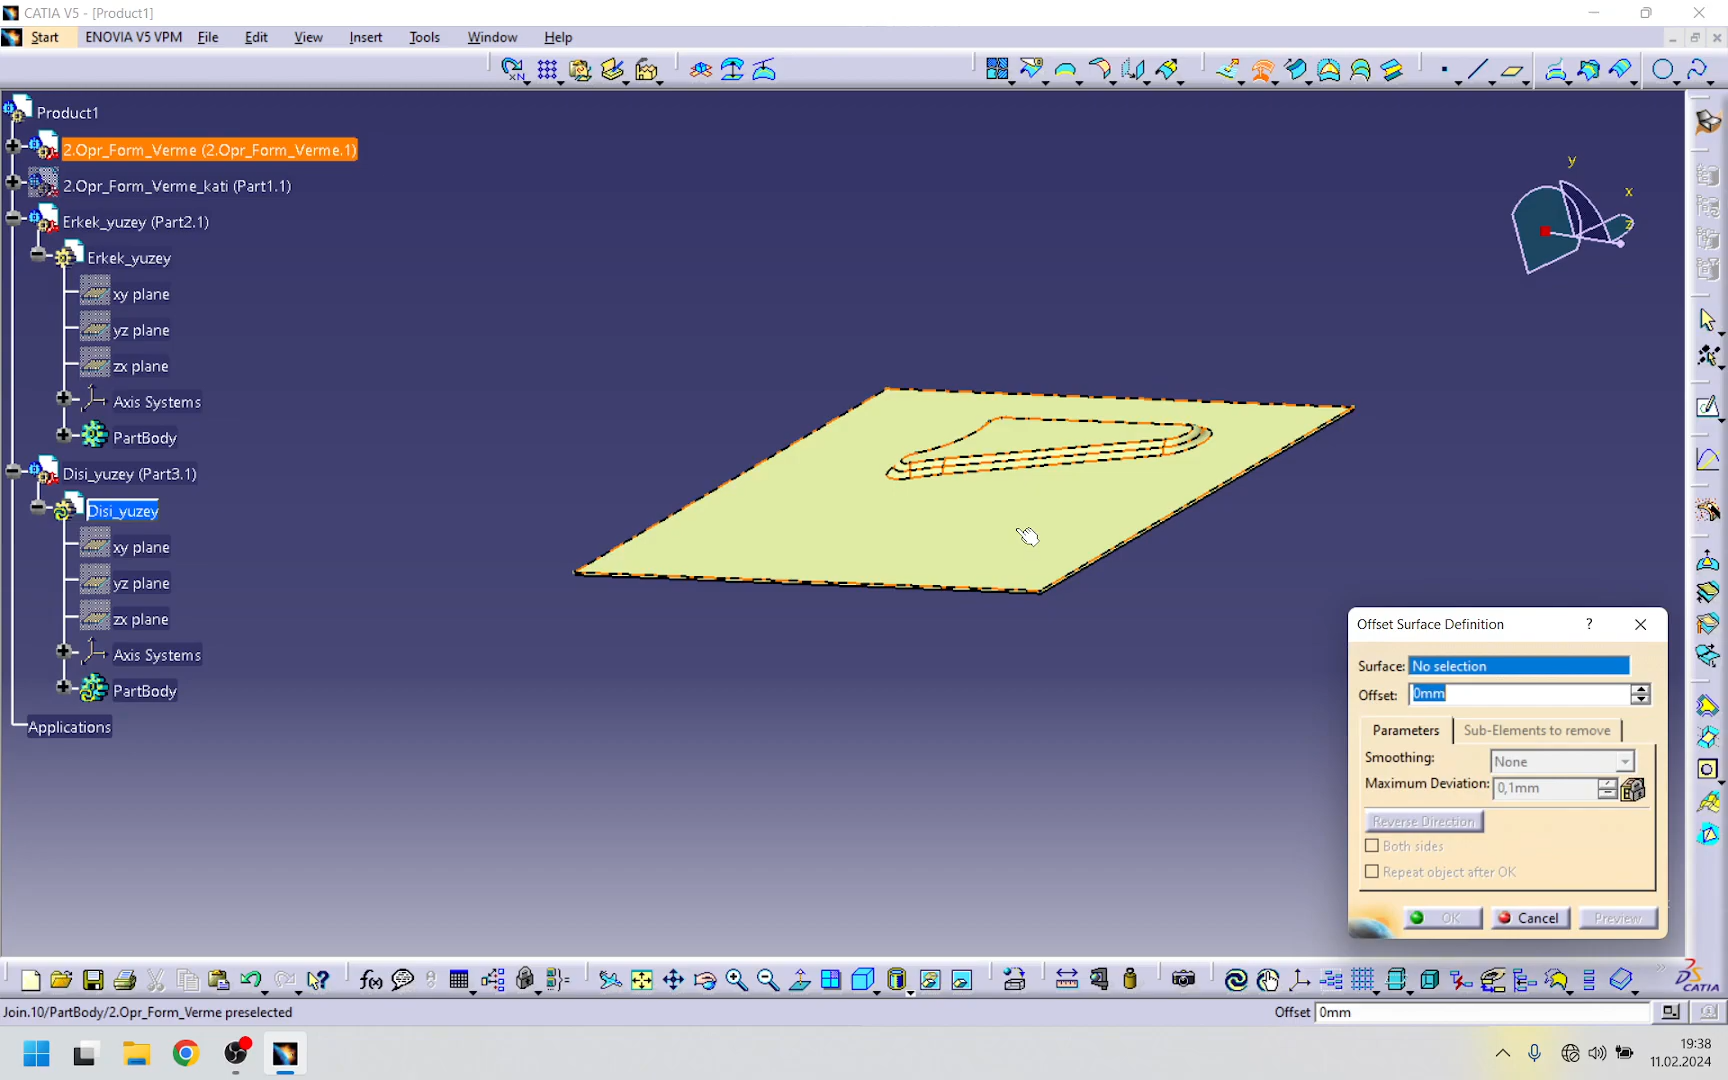 CATIA V5 - [Product1]
Start ENOVIA V5 VPM File Edit View Insert Tools Window Help
Product1
2.Opr_Form_Verme (2.Opr_Form_Verme.1)
2.Opr_Form_Verme_kati (Part1.1)
Erkek_yuzey (Part2.1)
Erkek_yuzey
xy plane
yz plane
zx plane
Axis Systems
PartBody
Disi_yuzey (Part3.1)
Disi_yuzey
xy plane
yz plane
zx plane
Axis Systems
PartBody
Applications
y
x
z
Offset Surface Definition ?
Surface: No selection
Offset: 0mm
Parameters Sub-Elements to remove
Smoothing: None
Maximum Deviation: 0,1mm
Reverse Direction
Both sides
Repeat object after OK
OK Cancel Preview
f(x)
CATIA
Join.10/PartBody/2.Opr_Form_Verme preselected
Offset 0mm
19:38
11.02.2024